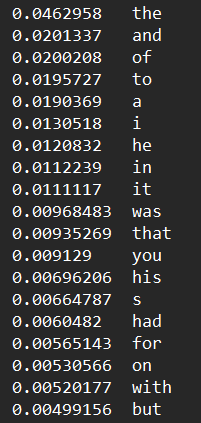 0.0462958 the
0.0201337 and
0.0200208 of
0.0195727 to
0.0190369 a
0.0130518 i
0.0120832 he
0.0112239 in
0.0111117 it
0.00968483 was
0.00935269 that
0.009129 you
0.00696206 his
0.00664787 s
0.0060482 had
0.00565143 for
0.00530566 on
0.00520177 with
0.00499156 but